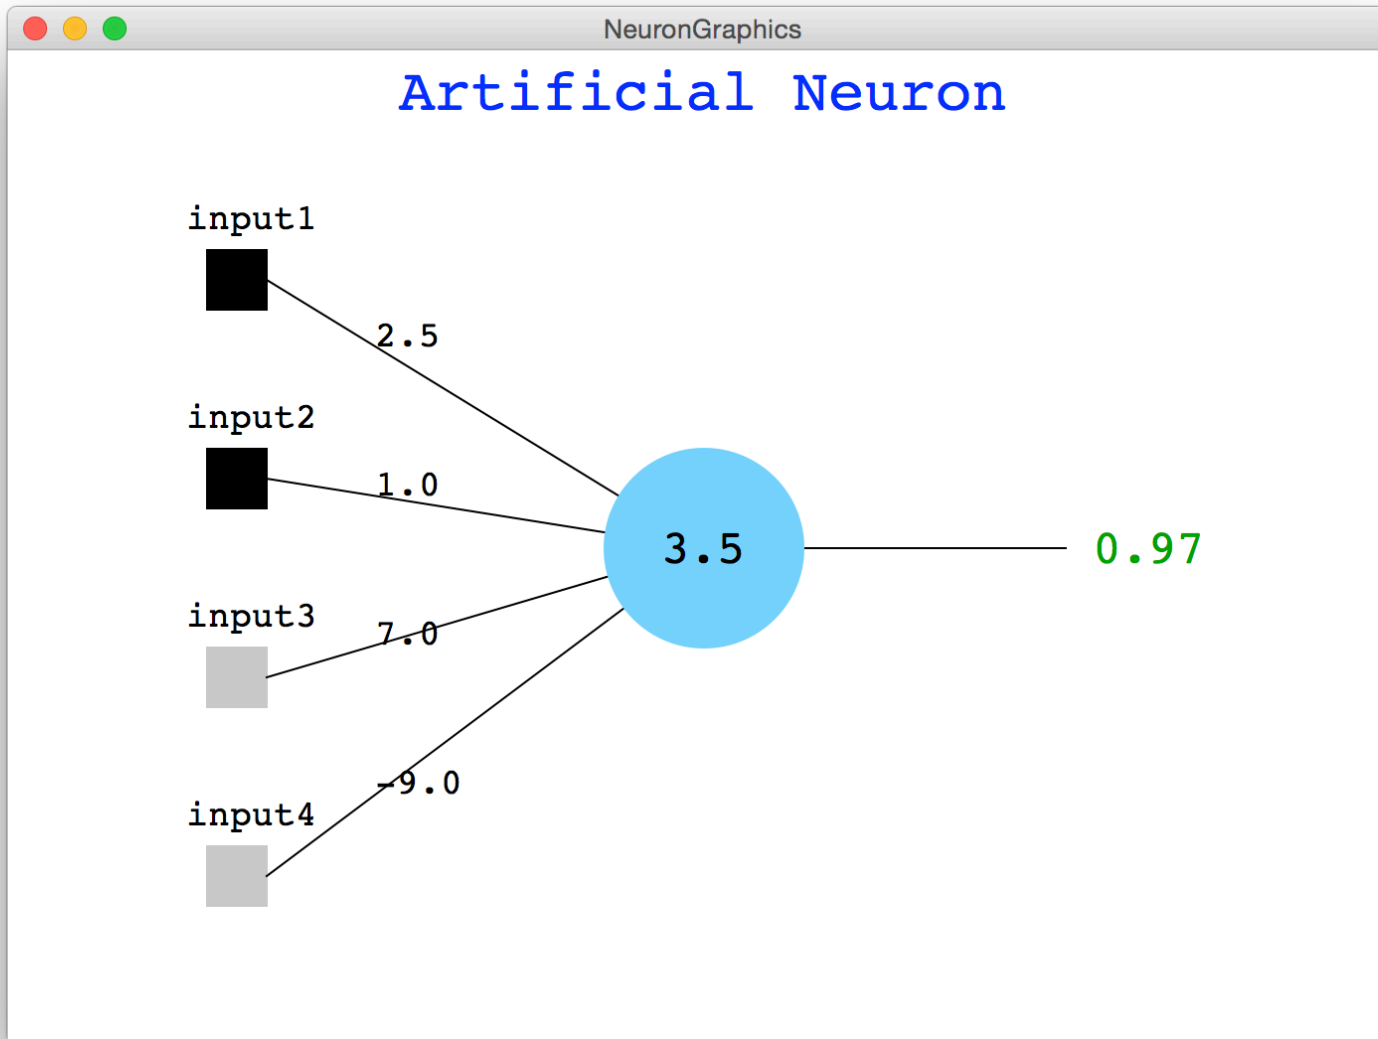 NeuronGraphics
Artificial Neuron
input1
2.5
input2
1.0
3.5
0.97
input3
7.0
-9.0
input4